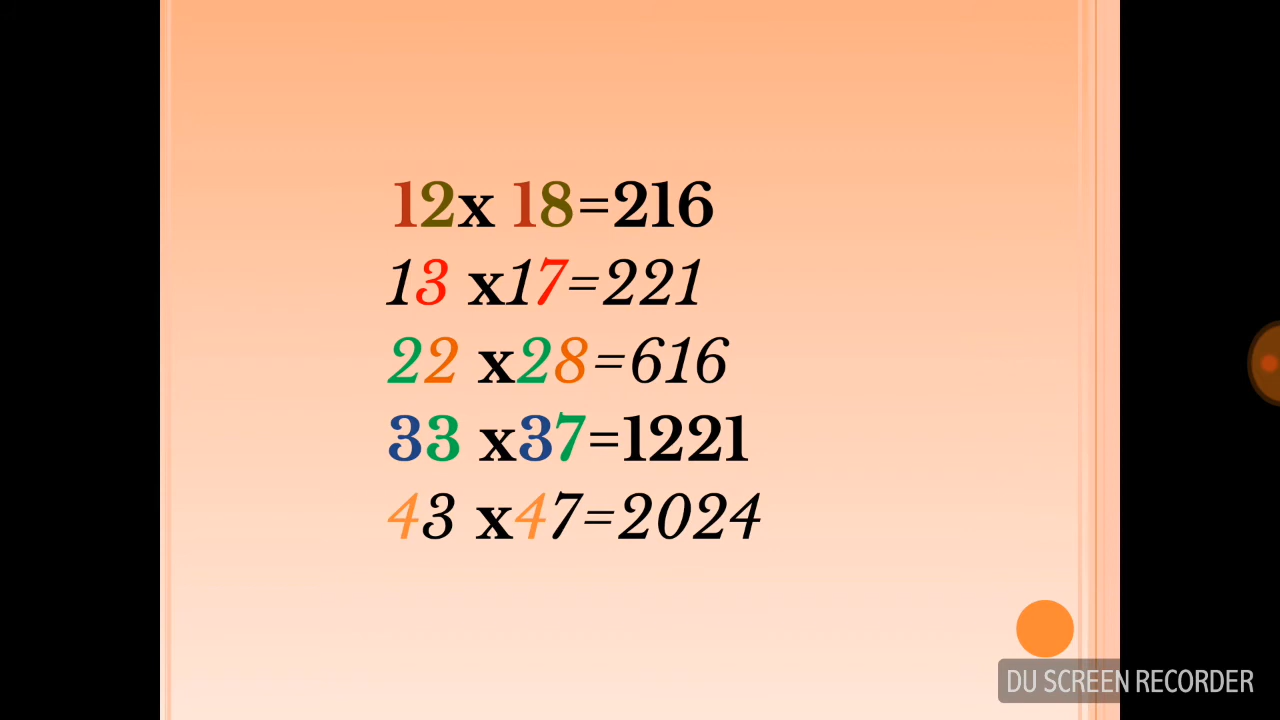 12x 18=216
13 x17=221
22 x28=616
33 x37=1221
43 x47=2024
DU SCREEN RECORDER